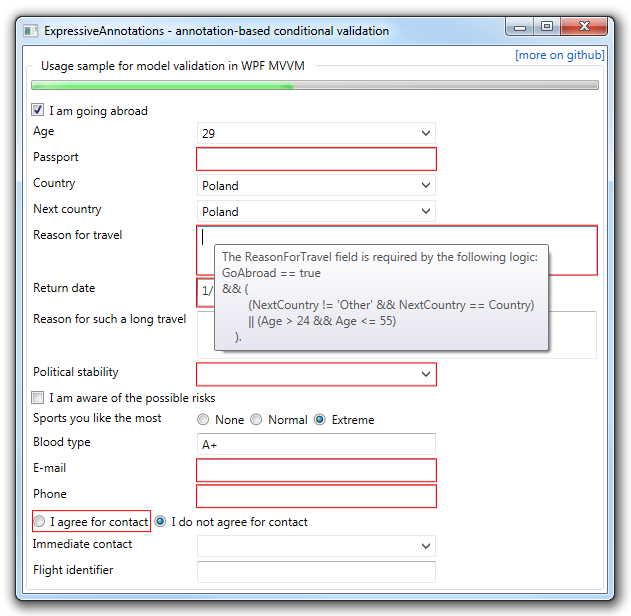 ExpressiveAnnotations - annotation-based conditional validation
[more on github]
Usage sample for model validation in WPF MVVM
I am going abroad
Age 29
Passport
Country Poland
Next country Poland
Reason for travel
The ReasonForTravel field is required by the following logic:
GoAbroad == true
&& (
(NextCountry != 'Other' && NextCountry == Country)
|| (Age > 24 && Age <= 55)
).
Return date 1/
Reason for such a long travel
Political stability
I am aware of the possible risks
Sports you like the most None Normal Extreme
Blood type A+
E-mail
Phone
I agree for contact I do not agree for contact
Immediate contact
Flight identifier